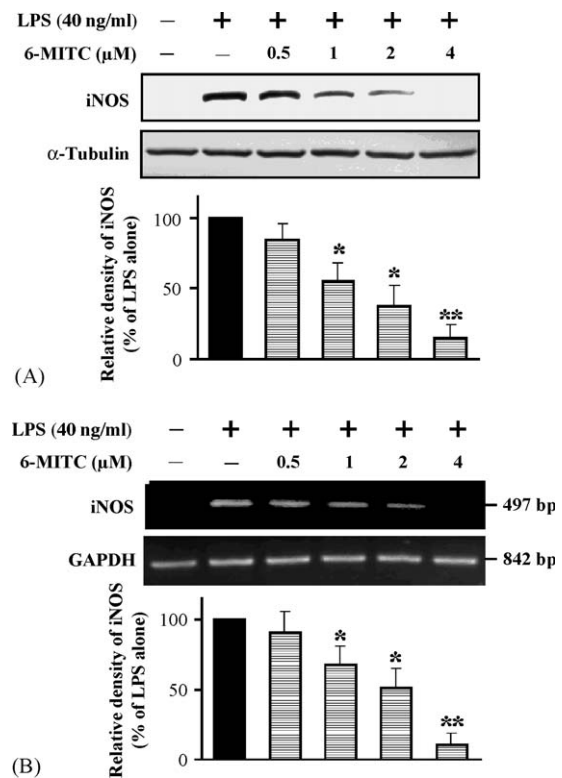 LPS (40 ng/ml) – + + + + +
6-MITC (µM) – – 0.5 1 2 4
iNOS
α-Tubulin
Relative density of iNOS
(% of LPS alone)
100
50
0
* * **
(A)
LPS (40 ng/ml) – + + + + +
6-MITC (µM) – – 0.5 1 2 4
iNOS 497 bp
GAPDH 842 bp
Relative density of iNOS
(% of LPS alone)
100
50
0
* * **
(B)